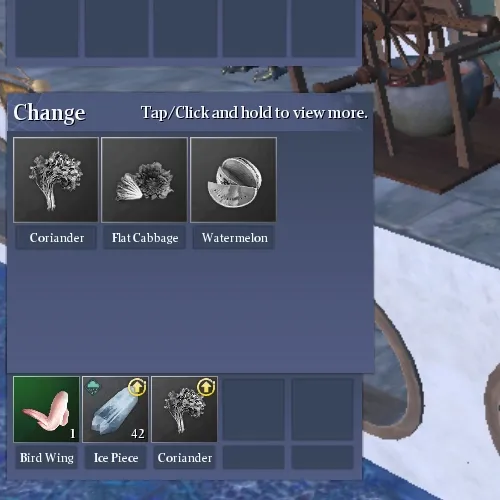 Change
Tap/Click and hold to view more.
Coriander
Flat Cabbage
Watermelon
1
42
Bird Wing
Ice Piece
Coriander